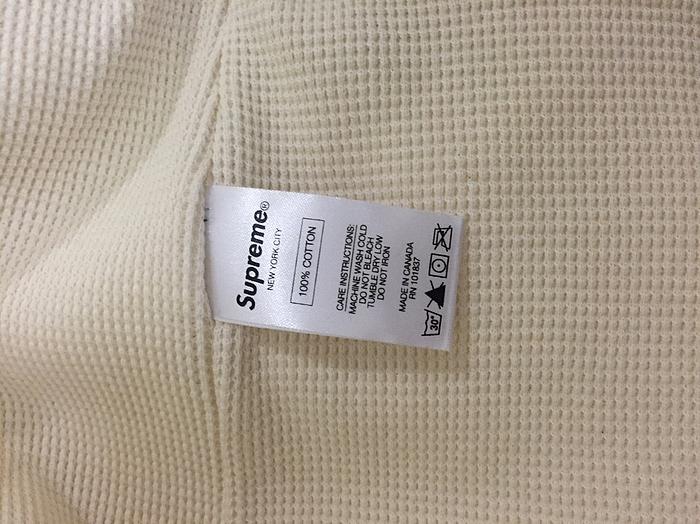 Supreme®
NEW YORK CITY
100% COTTON
CARE INSTRUCTIONS:
MACHINE WASH COLD
DO NOT BLEACH
TUMBLE DRY LOW
DO NOT IRON
MADE IN CANADA
RN 101837
30°